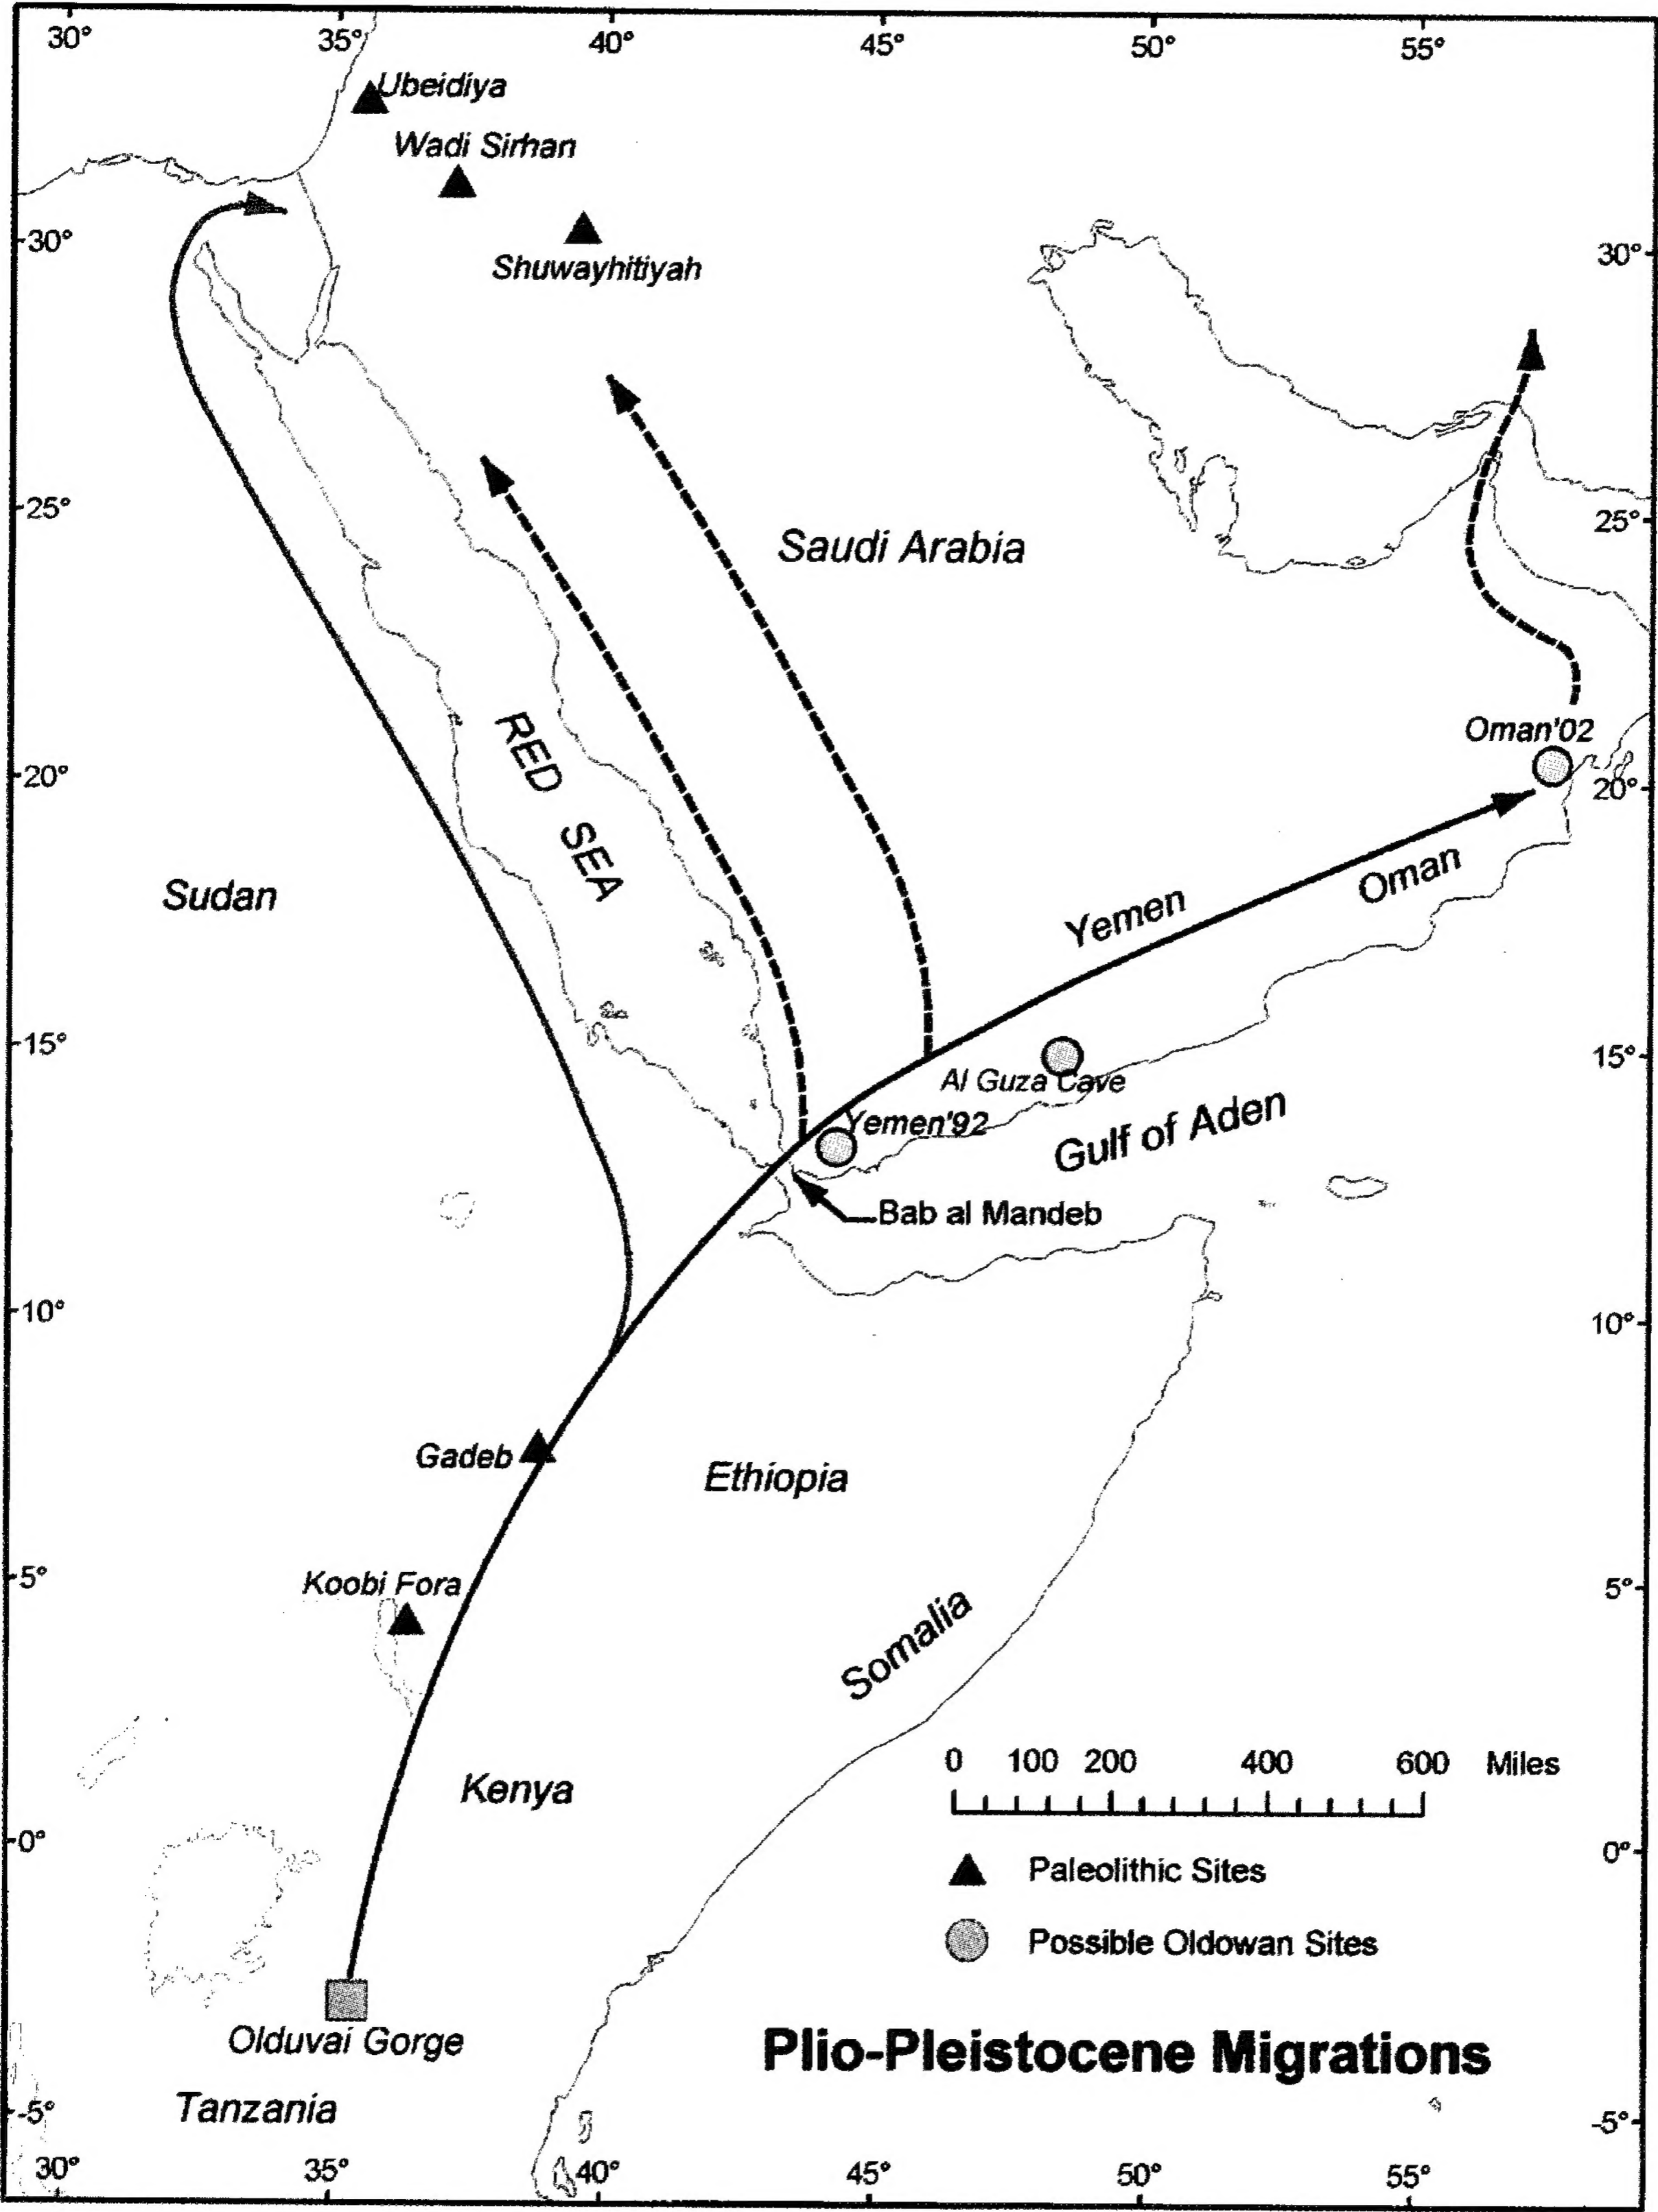 30° 35° 40° 45° 50° 55°
Ubeidiya
Wadi Sirhan
30° 30°
Shuwayhitiyah
25° 25°
Saudi Arabia
RED SEA
Oman'02
20° 20°
Sudan
Yemen
Oman
15° 15°
Al Guza Cave
Yemen'92
Gulf of Aden
Bab al Mandeb
10° 10°
Gadeb
Ethiopia
5° 5°
Koobi Fora
Somalia
0 100 200 400 600 Miles
Kenya
0° 0°
Paleolithic Sites
Possible Oldowan Sites
Olduvai Gorge
Plio-Pleistocene Migrations
Tanzania
-5° -5°
30° 35° 40° 45° 50° 55°